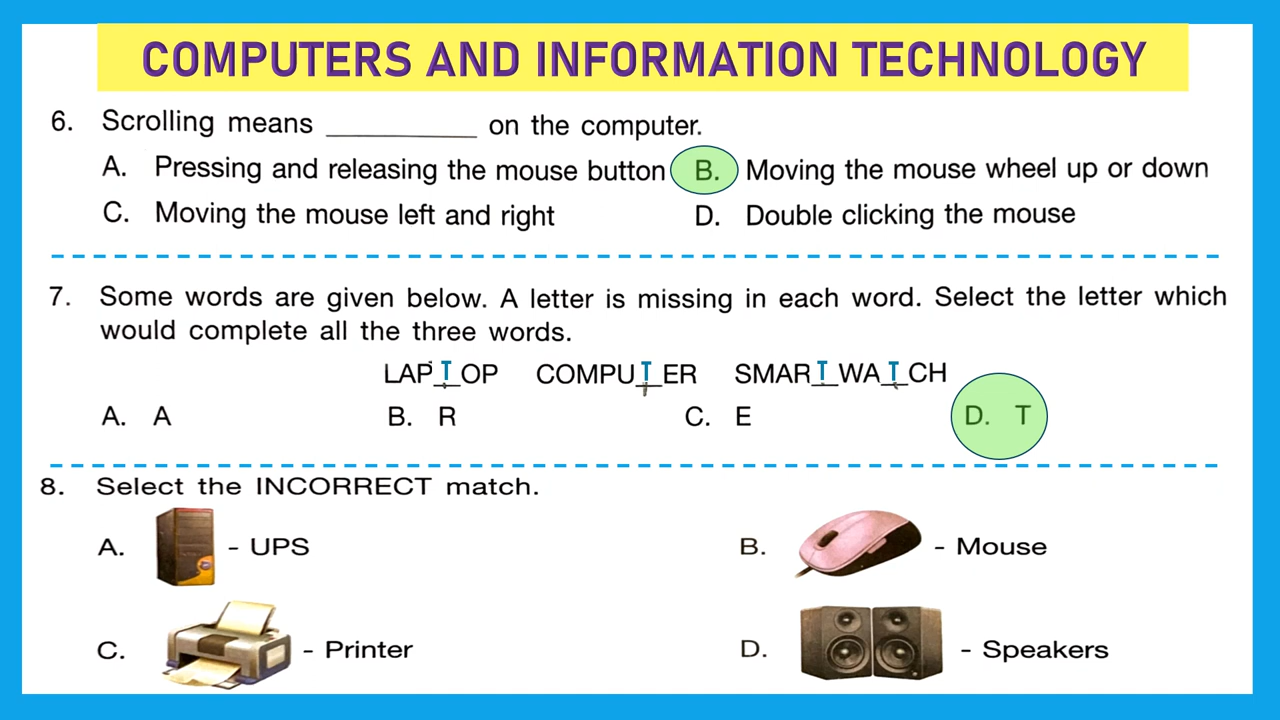 COMPUTERS AND INFORMATION TECHNOLOGY
6. Scrolling means __________ on the computer.
A. Pressing and releasing the mouse button B. Moving the mouse wheel up or down
C. Moving the mouse left and right D. Double clicking the mouse
7. Some words are given below. A letter is missing in each word. Select the letter which
would complete all the three words.
LAPTOP COMPUTER SMARTWATCH
A. A B. R C. E D. T
8. Select the INCORRECT match.
A. - UPS B. - Mouse
C. - Printer D. - Speakers